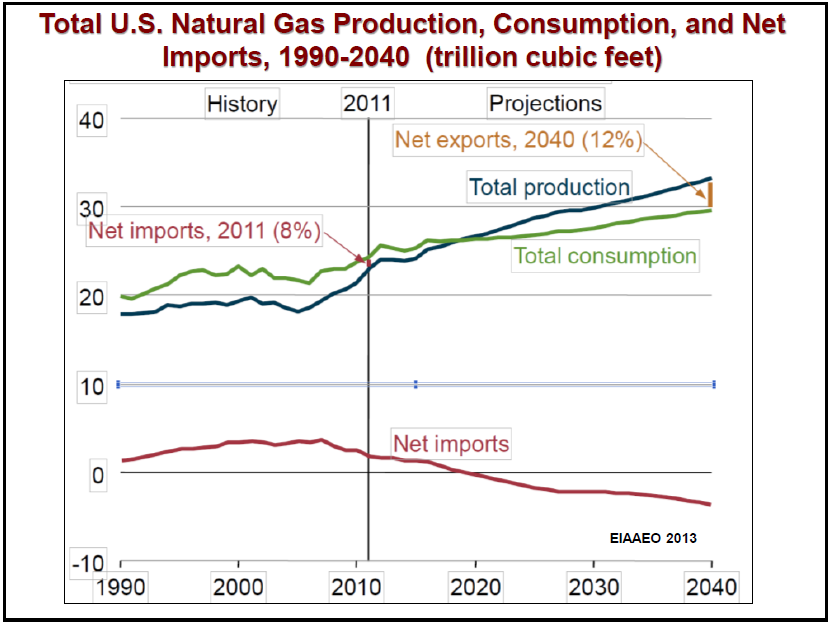 Total U.S. Natural Gas Production, Consumption, and Net
Imports, 1990-2040 (trillion cubic feet)
History
2011
Projections
40
Net exports, 2040 (12%)
Total production
30
Net imports, 2011 (8%)
Total consumption
20
10
Net imports
0
EIAAEO 2013
-10
1990
2000
2010
2020
2030
2040